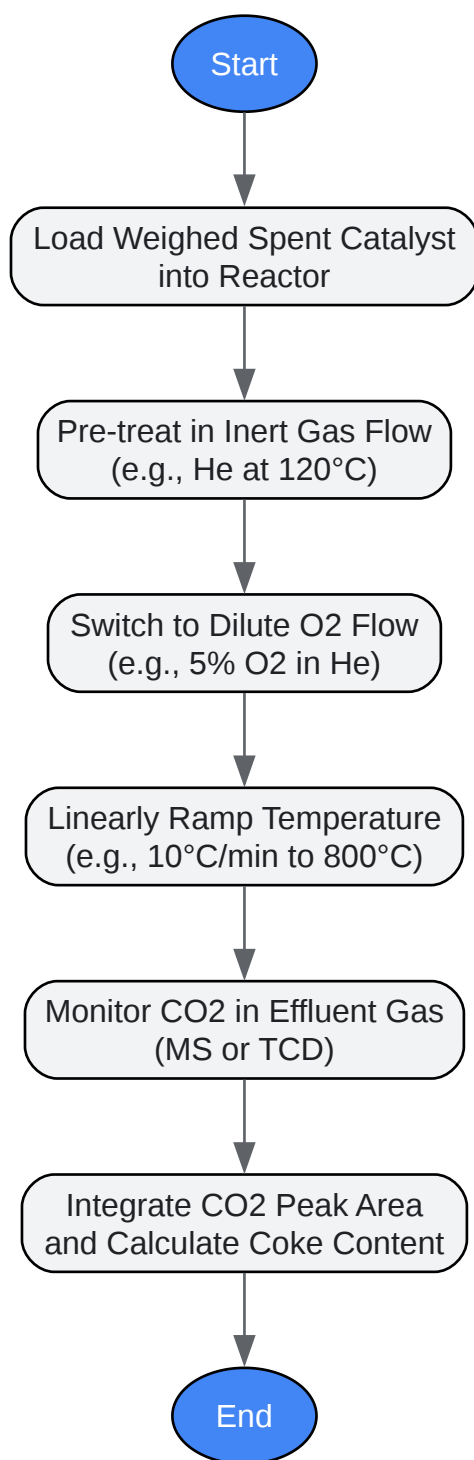 Start
Load Weighed Spent Catalyst
into Reactor
Pre-treat in Inert Gas Flow
(e.g., He at 120°C)
Switch to Dilute O2 Flow
(e.g., 5% O2 in He)
Linearly Ramp Temperature
(e.g., 10°C/min to 800°C)
Monitor CO2 in Effluent Gas
(MS or TCD)
Integrate CO2 Peak Area
and Calculate Coke Content
End